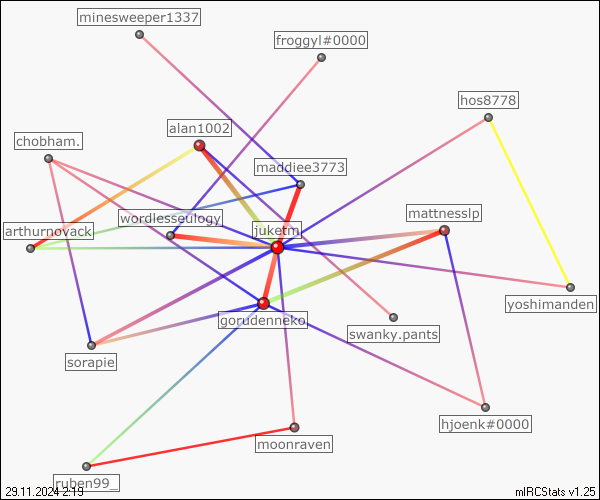 minesweeper1337
froggyl#0000
hos8778
alan1002
chobham.
maddiee3773
mattnesslp
wordlesseulogy
arthurnovack
juketm
yoshimanden
gorudenneko
swanky.pants
sorapie
hjoenk#0000
moonraven
ruben99_
29.11.2024 2:19
mIRCStats v1.25